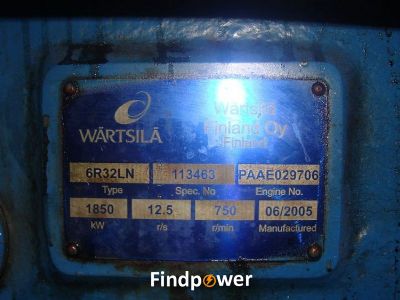 WÄRTSILÄ
Wärtsilä
Finland Oy
Finland
6R32LN 113463 PAAE029706
Type Spec. No Engine No.
1850 12.5 750 06/2005
kW r/s r/min Manufactured
Findpower